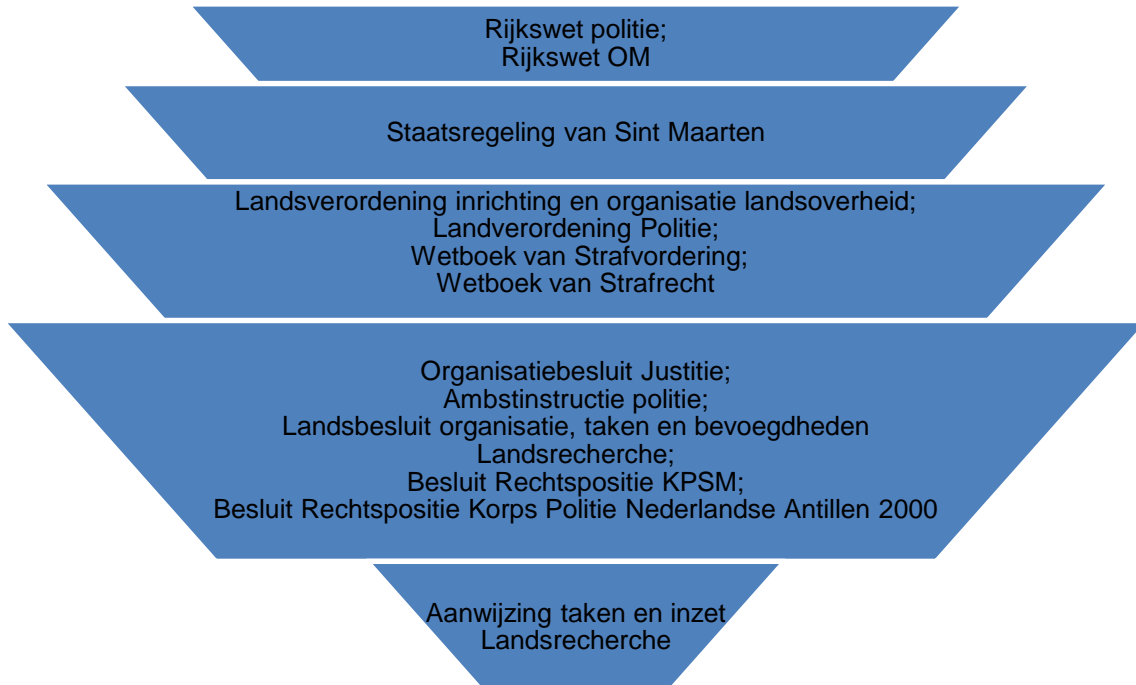 Rijkswet politie;
Rijkswet OM
Staatsregeling van Sint Maarten
Landsverordening inrichting en organisatie landsoverheid;
Landverordening Politie;
Wetboek van Strafvordering;
Wetboek van Strafrecht
Organisatiebesluit Justitie;
Ambstinstructie politie;
Landsbesluit organisatie, taken en bevoegdheden
Landsrecherche;
Besluit Rechtspositie KPSM;
Besluit Rechtspositie Korps Politie Nederlandse Antillen 2000
Aanwijzing taken en inzet
Landsrecherche